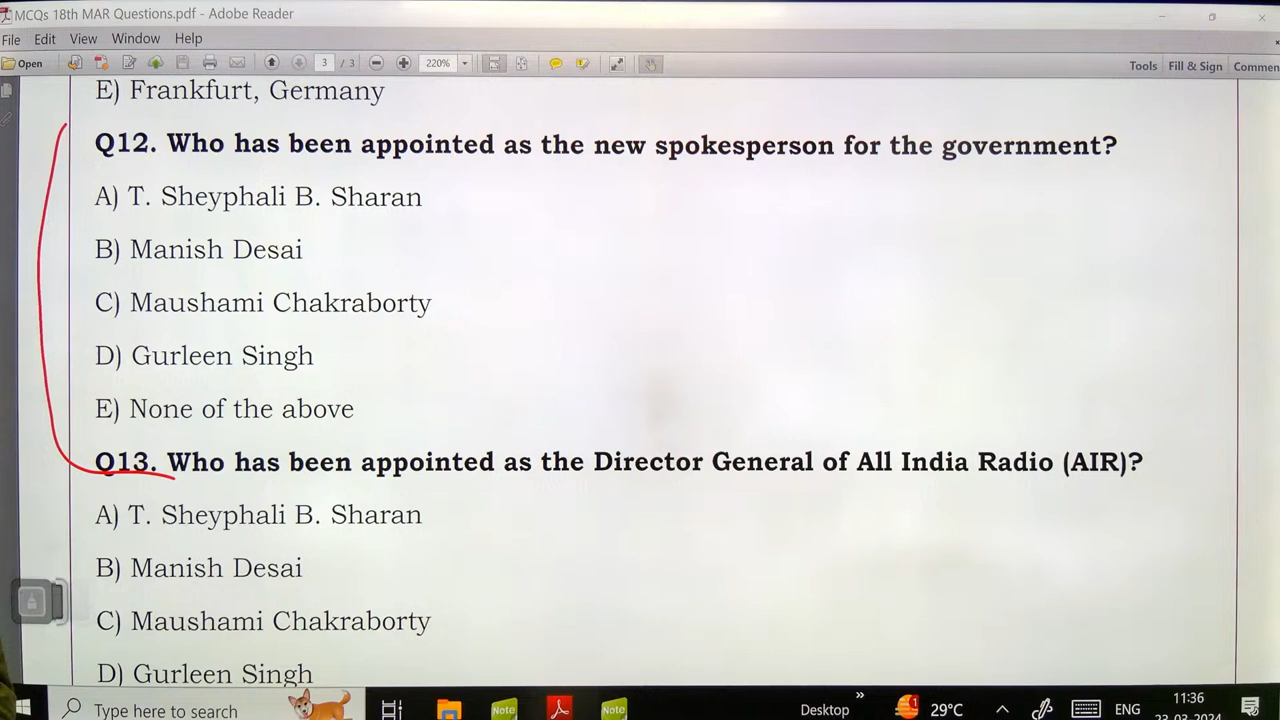 MCQs 18th MAR Questions.pdf - Adobe Reader
File Edit View Window Help
Open 3 / 3 220% Tools Fill & Sign Commen
E) Frankfurt, Germany
Q12. Who has been appointed as the new spokesperson for the government?
A) T. Sheyphali B. Sharan
B) Manish Desai
C) Maushami Chakraborty
D) Gurleen Singh
E) None of the above
Q13. Who has been appointed as the Director General of All India Radio (AIR)?
A) T. Sheyphali B. Sharan
B) Manish Desai
C) Maushami Chakraborty
D) Gurleen Singh
Type here to search Note Note Desktop 29°C ENG 11:36